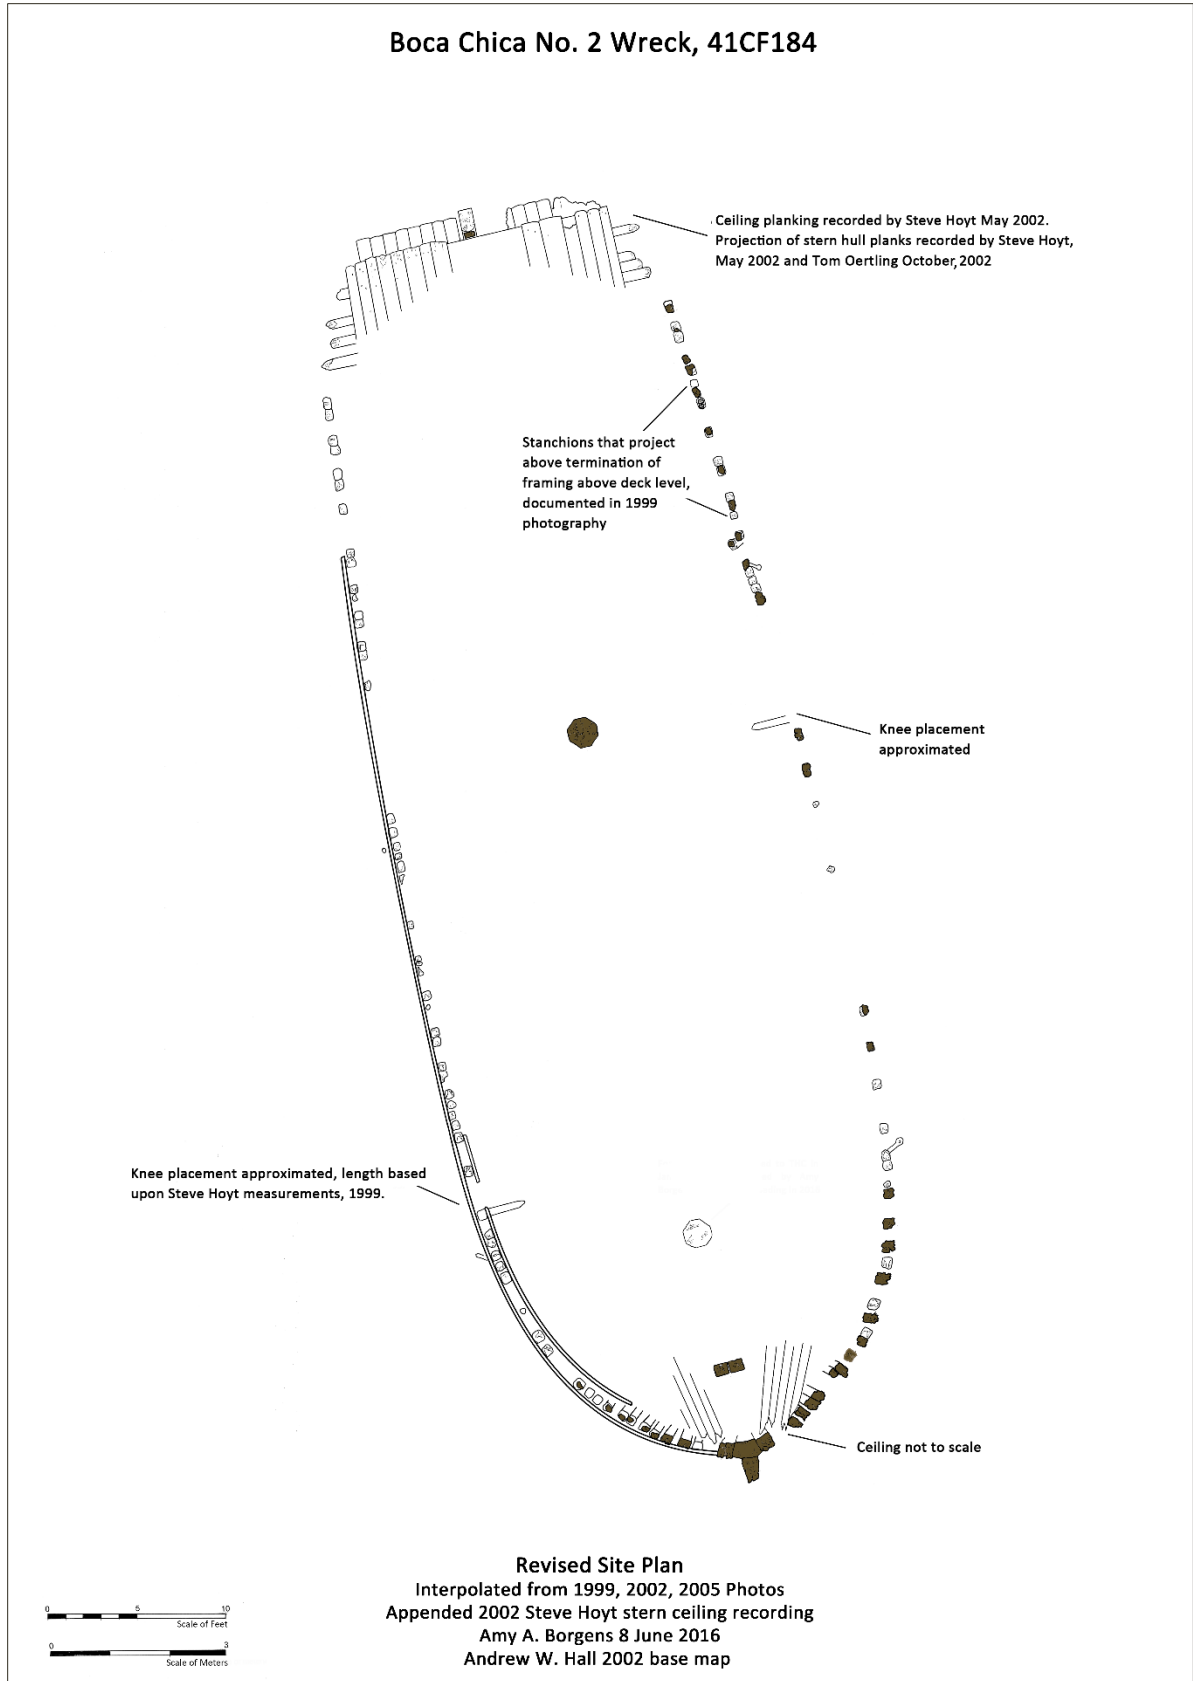 Boca Chica No. 2 Wreck, 41CF184
Ceiling planking recorded by Steve Hoyt May 2002.
Projection of stern hull planks recorded by Steve Hoyt,
May 2002 and Tom Oertling October, 2002
Stanchions that project
above termination of
framing above deck level,
documented in 1999
photography
Knee placement
approximated
Knee placement approximated, length based
upon Steve Hoyt measurements, 1999.
Ceiling not to scale
Revised Site Plan
Interpolated from 1999, 2002, 2005 Photos
Appended 2002 Steve Hoyt stern ceiling recording
Amy A. Borgens 8 June 2016
Andrew W. Hall 2002 base map
0 5 10
Scale of Feet
0 3
Scale of Meters